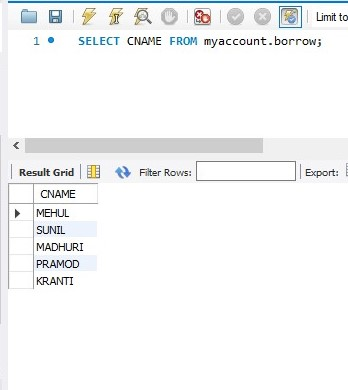 Limit to
1 SELECT CNAME FROM myaccount.borrow;
Result Grid Filter Rows: Export:
CNAME
MEHUL
SUNIL
MADHURI
PRAMOD
KRANTI